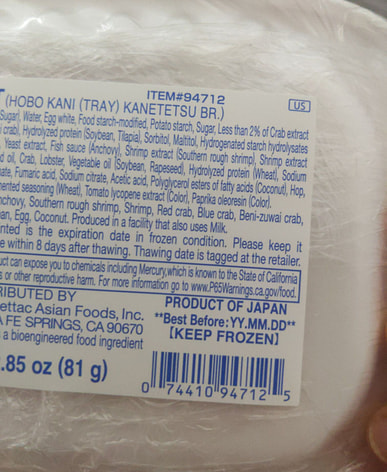 ITEM#94712
US
(HOBO KANI (TRAY) KANETETSU BR.)
Sugar), Water, Egg white, Food starch-modified, Potato starch, Sugar, Less than 2% of Crab extract
crab), Hydrolyzed protein (Soybean, Tilapia), Sorbitol, Maltitol, Hydrogenated starch hydrolysates
Yeast extract, Fish sauce (Anchovy), Shrimp extract (Southern rough shrimp), Shrimp extract
oil, Crab, Lobster, Vegetable oil (Soybean, Rapeseed), Hydrolyzed protein (Wheat), Sodium
Fumaric acid, Sodium citrate, Acetic acid, Polyglycerol esters of fatty acids (Coconut), Hop,
seasoning (Wheat), Tomato lycopene extract (Color), Paprika oleoresin (Color).
Southern rough shrimp, Shrimp, Red crab, Blue crab, Beni-zuwai crab,
Egg, Coconut. Produced in a facility that also uses Milk.
is the expiration date in frozen condition. Please keep it
within 8 days after thawing. Thawing date is tagged at the retailer.
can expose you to chemicals including Mercury, which is known to the State of California
or other reproductive harm. For more information go to www.P65Warnings.ca.gov/food.
RIBUTED BY
Asian Foods, Inc.
FE SPRINGS, CA 90670
a bioengineered food ingredient
PRODUCT OF JAPAN
**Best Before:YY.MM.DD**
[KEEP FROZEN]
.85 oz (81 g)
0 74410 94712 5